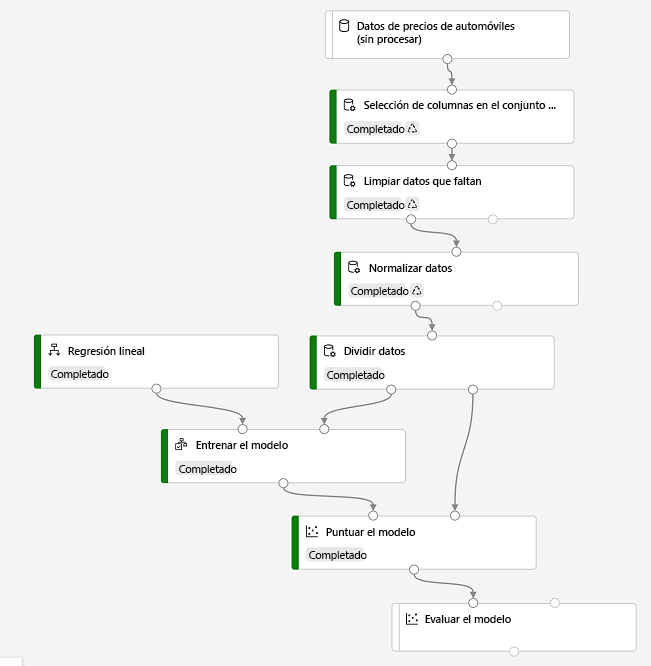 Datos de precios de automóviles
(sin procesar)
Selección de columnas en el conjunto ...
Completado
Limpiar datos que faltan
Completado
Normalizar datos
Completado
Regresión lineal
Completado
Dividir datos
Completado
Entrenar el modelo
Completado
Puntuar el modelo
Completado
Evaluar el modelo